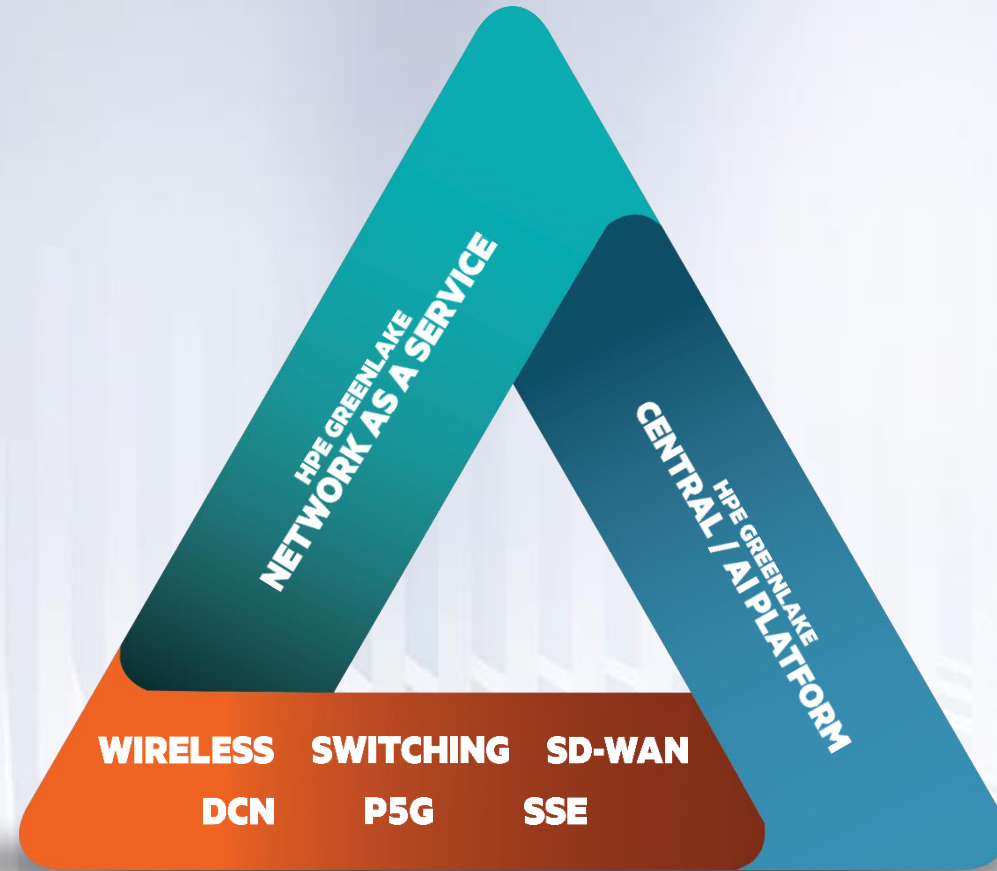 HPE GREENLAKE
NETWORK AS A SERVICE
HPE GREENLAKE
CENTRAL / AI PLATFORM
WIRELESS SWITCHING SD-WAN
DCN P5G SSE